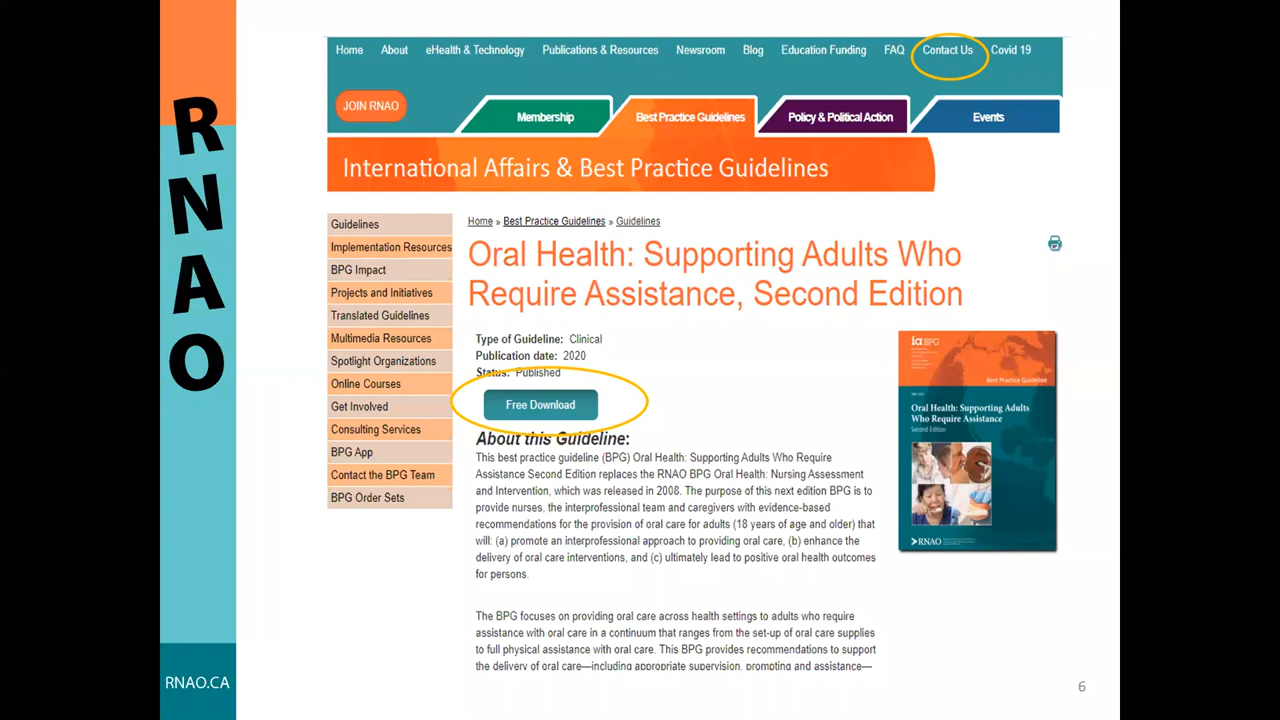 RNAO
RNAO.CA
Home About eHealth & Technology Publications & Resources Newsroom Blog Education Funding FAQ Contact Us Covid 19
JOIN RNAO
Membership Best Practice Guidelines Policy & Political Action Events
International Affairs & Best Practice Guidelines
Guidelines
Implementation Resources
BPG Impact
Projects and Initiatives
Translated Guidelines
Multimedia Resources
Spotlight Organizations
Online Courses
Get Involved
Consulting Services
BPG App
Contact the BPG Team
BPG Order Sets
Home » Best Practice Guidelines » Guidelines
Oral Health: Supporting Adults Who
Require Assistance, Second Edition
Type of Guideline: Clinical
Publication date: 2020
Status: Published
Free Download
About this Guideline:
This best practice guideline (BPG) Oral Health: Supporting Adults Who Require
Assistance Second Edition replaces the RNAO BPG Oral Health: Nursing Assessment
and Intervention, which was released in 2008. The purpose of this next edition BPG is to
provide nurses, the interprofessional team and caregivers with evidence-based
recommendations for the provision of oral care for adults (18 years of age and older) that
will: (a) promote an interprofessional approach to providing oral care, (b) enhance the
delivery of oral care interventions, and (c) ultimately lead to positive oral health outcomes
for persons.
The BPG focuses on providing oral care across health settings to adults who require
assistance with oral care in a continuum that ranges from the set-up of oral care supplies
to full physical assistance with oral care. This BPG provides recommendations to support
the delivery of oral care—including appropriate supervision, prompting and assistance—
BPG
Best Practice Guideline
Oral Health: Supporting Adults
Who Require Assistance
Second Edition
RNAO
6